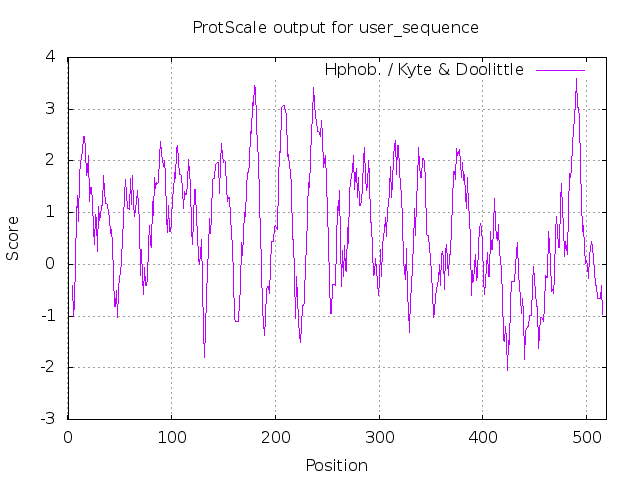 ProtScale output for user_sequence
Hphob. / Kyte & Doolittle
4
3
2
1
0
-1
-2
-3
Score
0 100 200 300 400 500
Position